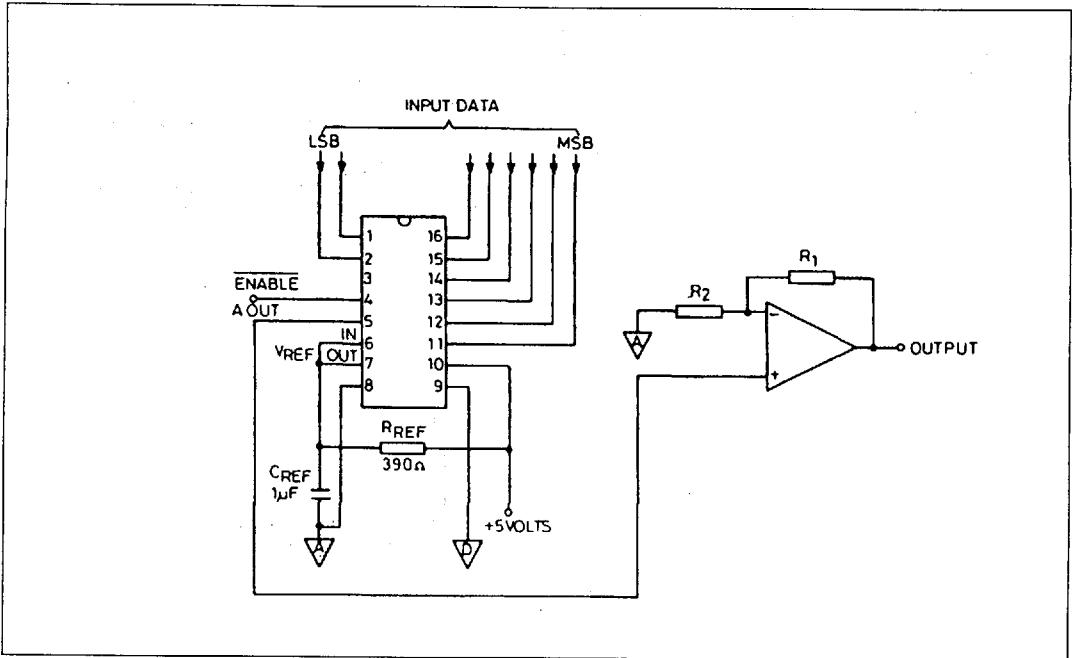 INPUT DATA
LSB
MSB
1
16
2
15
3
14
ENABLE
4
13
A OUT
5
12
IN
6
11
VREF
OUT
7
10
8
9
RREF
390Ω
CREF
1µF
+5VOLTS
A
D
R1
R2
A
-
+
OUTPUT